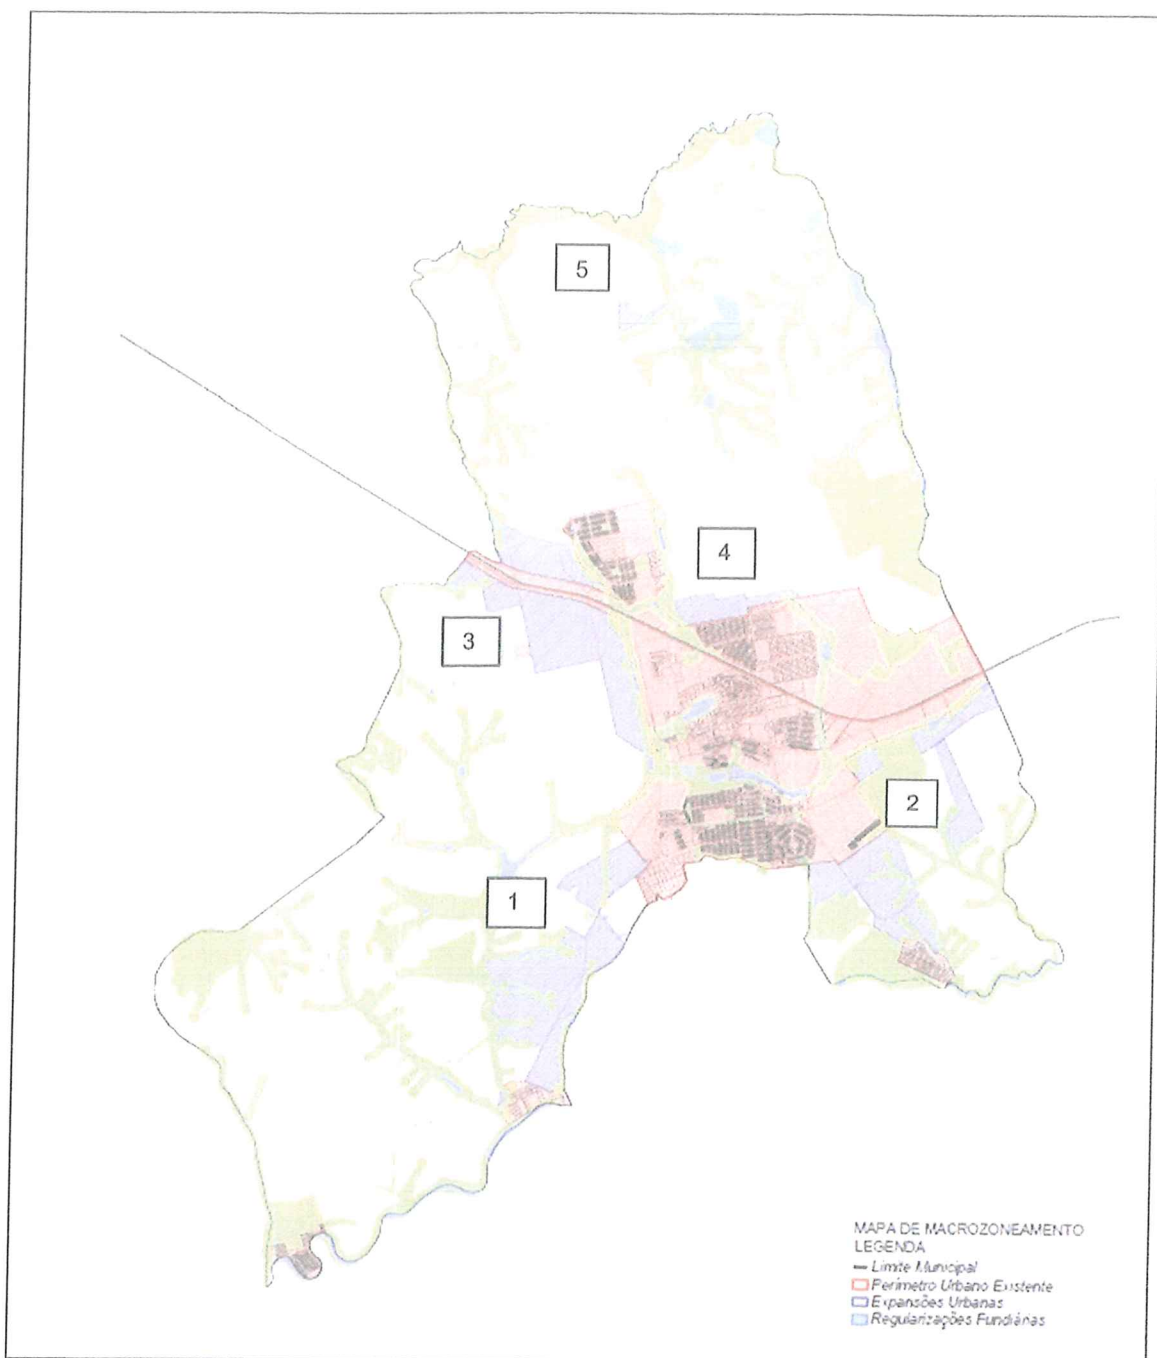 5
4
3
2
1
MAPA DE MACROZONEAMENTO
LEGENDA
Limite Municipal
Perímetro Urbano Existente
Expansões Urbanas
Regularizações Fundiárias